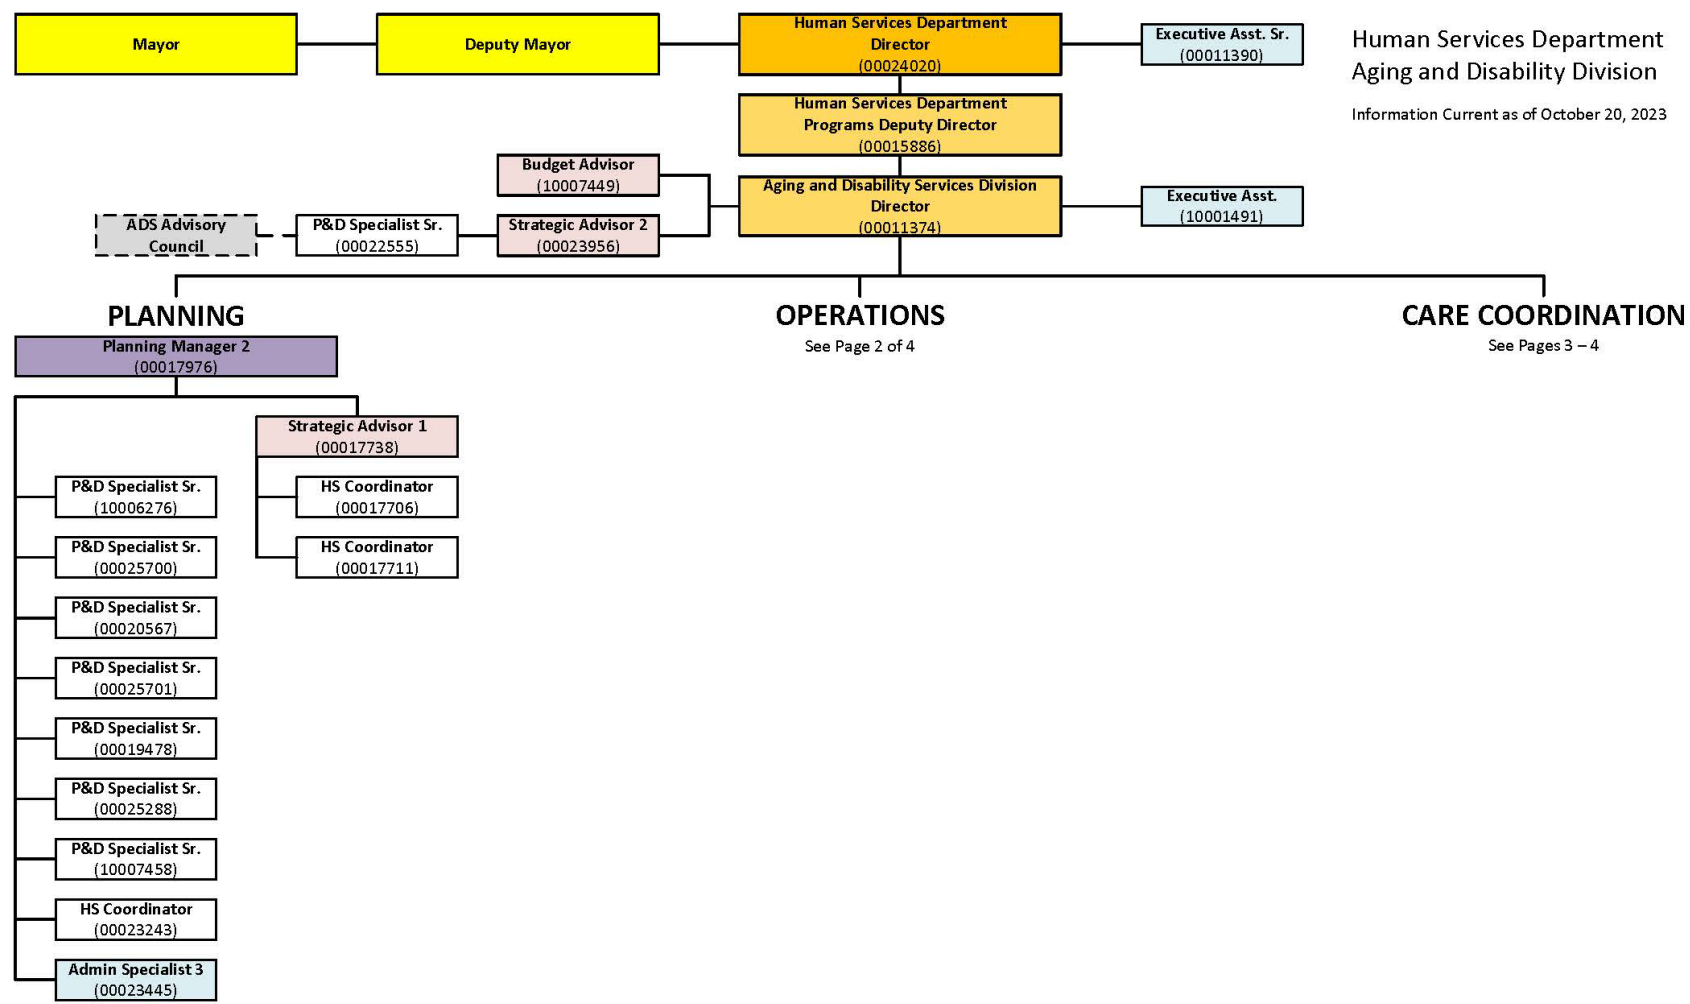 Mayor
Deputy Mayor
Human Services Department
Director
(00024020)
Executive Asst. Sr.
(00011390)
Human Services Department
Aging and Disability Division
Information Current as of October 20, 2023
Human Services Department
Programs Deputy Director
(00015886)
Budget Advisor
(10007449)
Aging and Disability Services Division
Director
(00011374)
Executive Asst.
(10001491)
ADS Advisory
Council
P&D Specialist Sr.
(00022555)
Strategic Advisor 2
(00023956)
PLANNING
OPERATIONS
See Page 2 of 4
CARE COORDINATION
See Pages 3 – 4
Planning Manager 2
(00017976)
Strategic Advisor 1
(00017738)
P&D Specialist Sr.
(10006276)
HS Coordinator
(00017706)
P&D Specialist Sr.
(00025700)
HS Coordinator
(00017711)
P&D Specialist Sr.
(00020567)
P&D Specialist Sr.
(00025701)
P&D Specialist Sr.
(00019478)
P&D Specialist Sr.
(00025288)
P&D Specialist Sr.
(10007458)
HS Coordinator
(00023243)
Admin Specialist 3
(00023445)